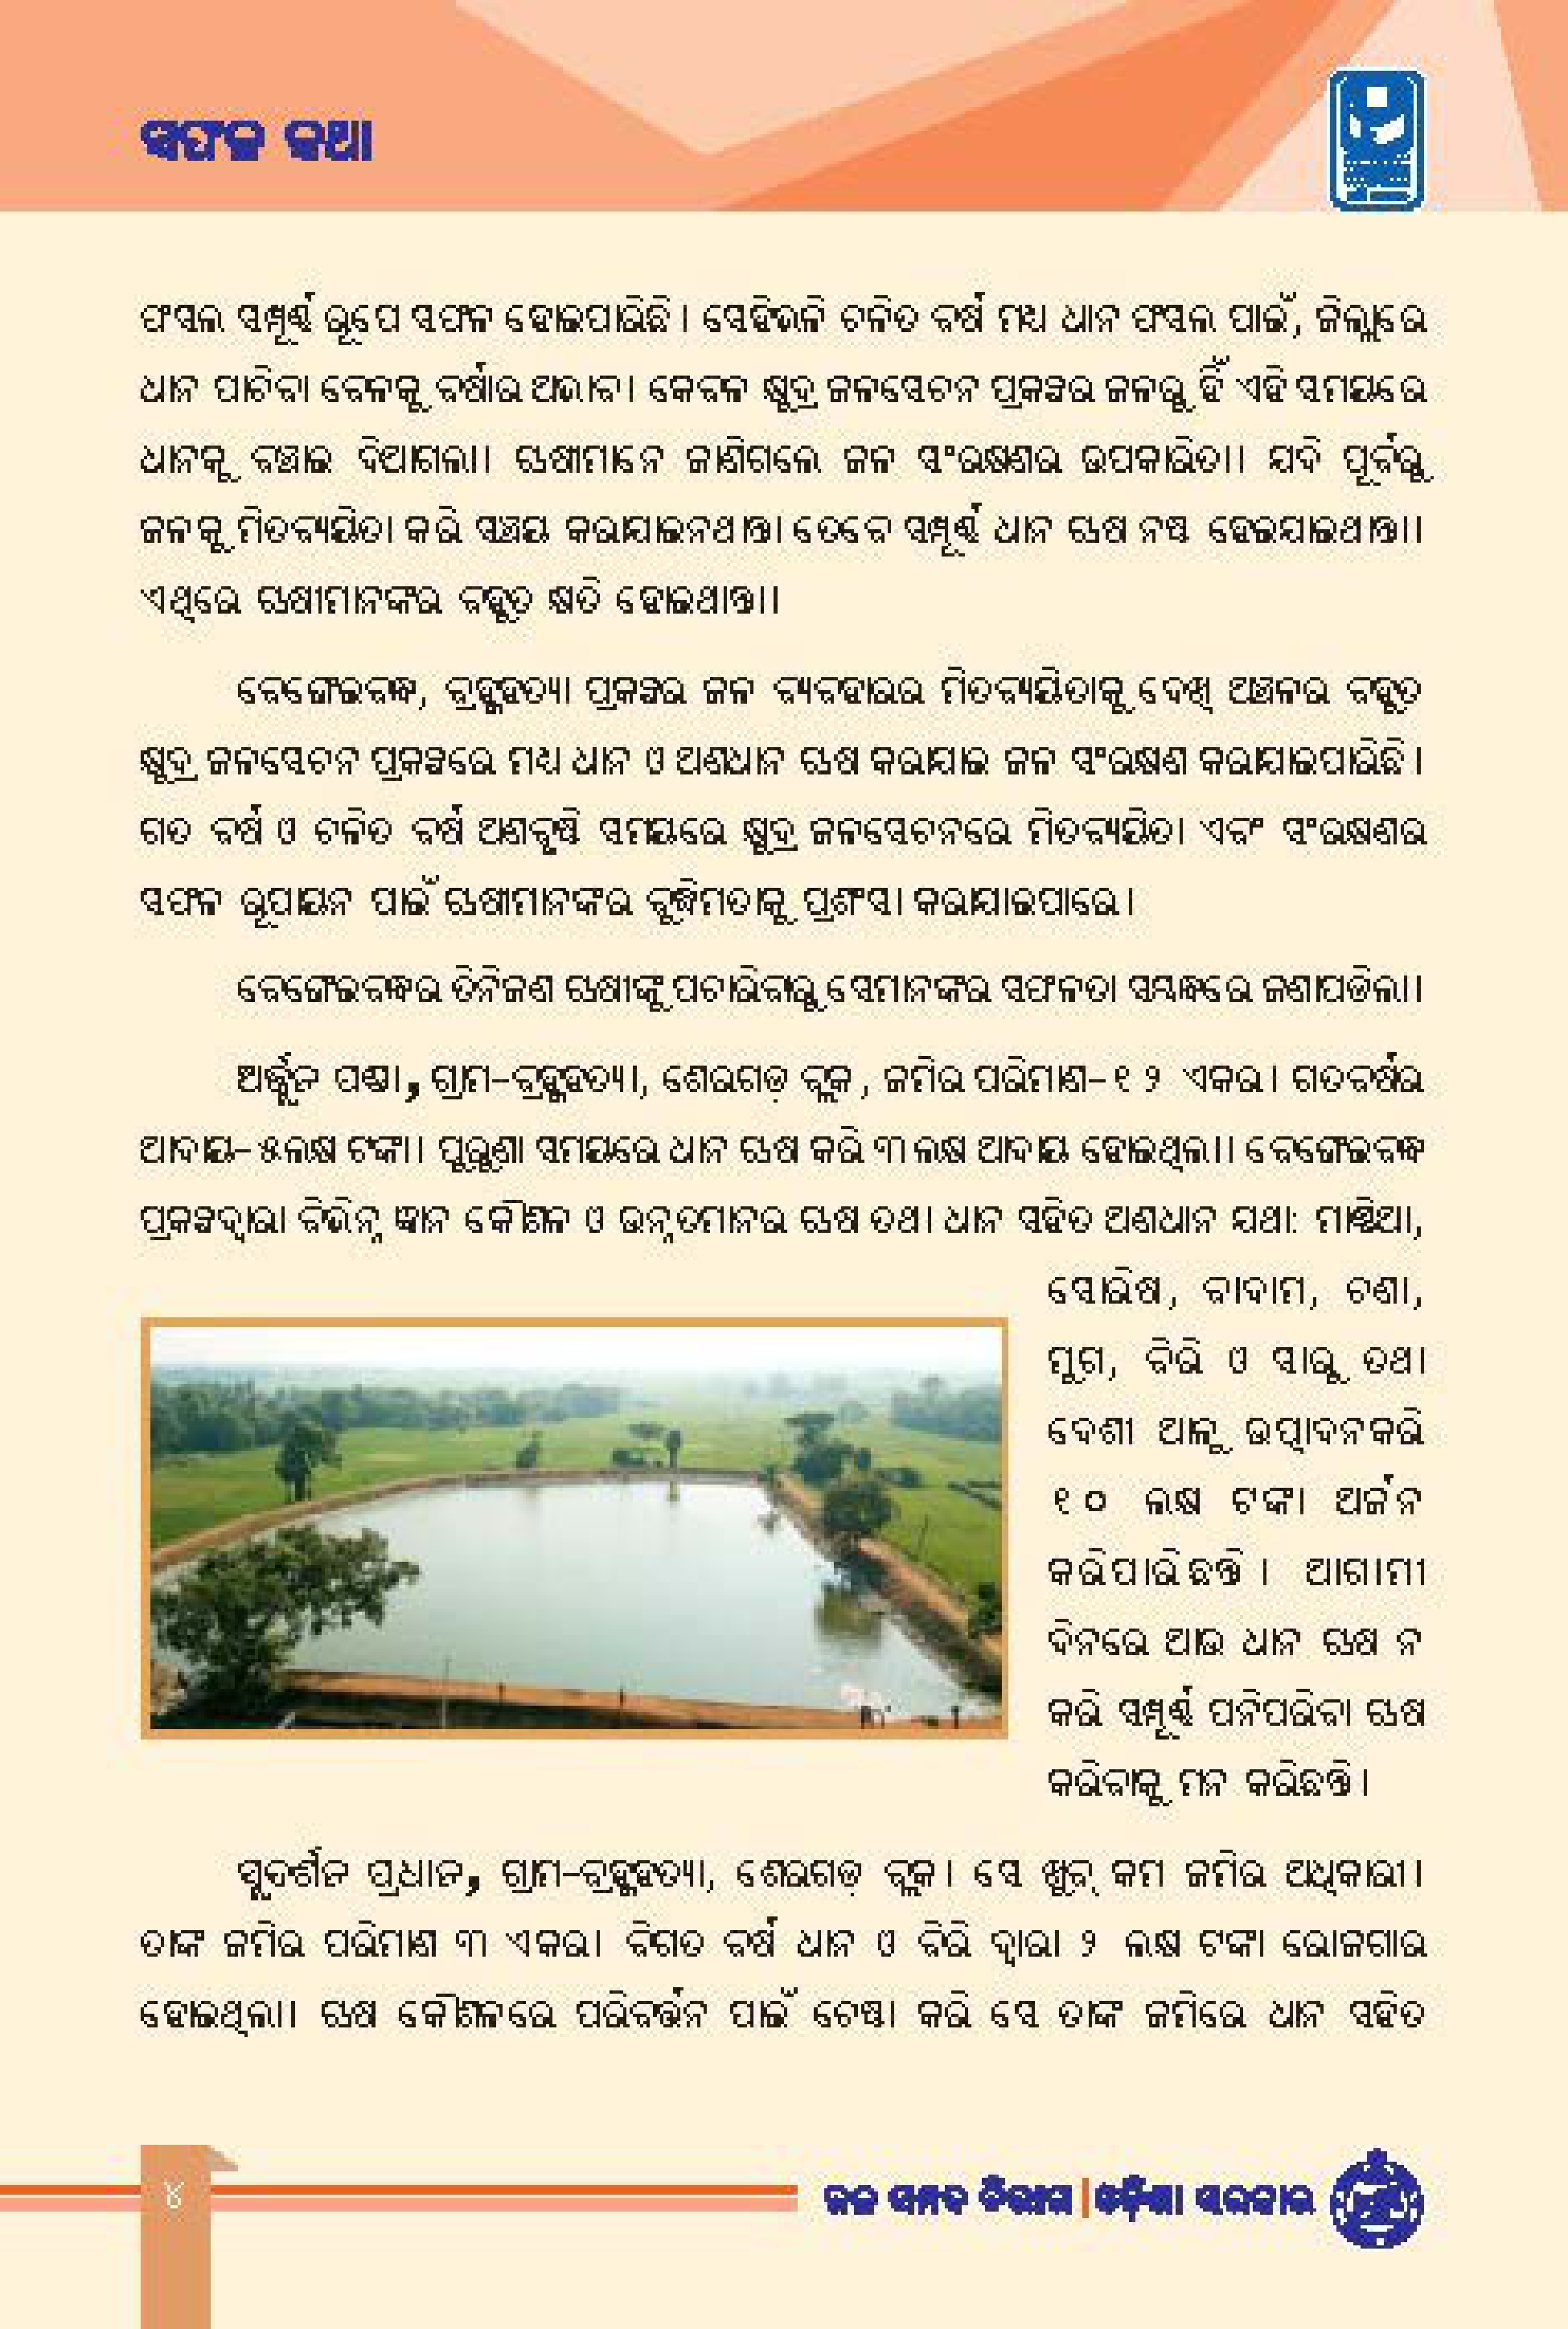 ସଫଳ କଥା
ଫସଲ ସମ୍ପୂର୍ଣ୍ଣ ରୂପେ ସଫଳ ହୋଇପାରିଛି । ସେହିଭଳି ଚଳିତ ବର୍ଷ ମଧ୍ୟ ଧାନ ଫସଲ ପାଇଁ, ଜିଲ୍ଲାରେ
ଧାନ ପାଚିବା ବେଳକୁ ବର୍ଷାର ଅଭାବ । କେବଳ କ୍ଷୁଦ୍ର ଜଳସେଚନ ପ୍ରକଳ୍ପର ଜଳରୁ ହିଁ ଏହି ସମୟରେ
ଧାନକୁ ବଞ୍ଚାଇ ଦିଆଗଲା । ଚାଷୀମାନେ ଜାଣିଗଲେ ଜଳ ସଂରକ୍ଷଣର ଉପକାରିତା । ଯଦି ପୂର୍ବରୁ
ଜଳକୁ ମିତବ୍ୟୟିତା କରି ସଞ୍ଚୟ କରାଯାଇନଥାନ୍ତା ତେବେ ସମ୍ପୂର୍ଣ୍ଣ ଧାନ ଚାଷ ନଷ୍ଟ ହେଇଯାଇଥାନ୍ତା ।
ଏଥିରେ ଚାଷୀମାନଙ୍କର ବହୁତ କ୍ଷତି ହୋଇଥାନ୍ତା ।
ବେଙ୍ଗେଇବନ୍ଧ, ବ୍ରହ୍ମହତ୍ୟା ପ୍ରକଳ୍ପର ଜଳ ବ୍ୟବହାରର ମିତବ୍ୟୟିତାକୁ ଦେଖି ଅଞ୍ଚଳର ବହୁତ
କ୍ଷୁଦ୍ର ଜଳସେଚନ ପ୍ରକଳ୍ପରେ ମଧ୍ୟ ଧାନ ଓ ଅଣଧାନ ଚାଷ କରାଯାଇ ଜଳ ସଂରକ୍ଷଣ କରାଯାଇପାରିଛି ।
ଗତ ବର୍ଷ ଓ ଚଳିତ ବର୍ଷ ଅଣବୃଷ୍ଟି ସମୟରେ କ୍ଷୁଦ୍ର ଜଳସେଚନରେ ମିତବ୍ୟୟିତା ଏବଂ ସଂରକ୍ଷଣର
ସଫଳ ରୂପାୟନ ପାଇଁ ଚାଷୀମାନଙ୍କର ବୁଦ୍ଧିମତାକୁ ପ୍ରଶଂସା କରାଯାଇପାରେ ।
ବେଙ୍ଗେଇବନ୍ଧର ତିନିଜଣ ଚାଷୀଙ୍କୁ ପଚାରିବାରୁ ସେମାନଙ୍କର ସଫଳତା ସମ୍ବନ୍ଧରେ ଜଣାପଡିଲା ।
ଅର୍ଜ୍ଜୁନ ପଣ୍ଡା, ଗ୍ରାମ-ବ୍ରହ୍ମହତ୍ୟା, ଶେରଗଡ଼ ବ୍ଲକ, ଜମିର ପରିମାଣ-୧୨ ଏକର । ଗତବର୍ଷର
ଆଦାୟ-୫ଲକ୍ଷ ଟଙ୍କା । ପୁରୁଣା ସମୟରେ ଧାନ ଚାଷ କରି ୩ ଲକ୍ଷ ଆଦାୟ ହୋଇଥିଲା । ବେଙ୍ଗେଇବନ୍ଧ
ପ୍ରକଳ୍ପଦ୍ୱାରା ବିଭିନ୍ନ ଜ୍ଞାନ କୌଶଳ ଓ ଉନ୍ନତମାନର ଚାଷ ତଥା ଧାନ ସହିତ ଅଣଧାନ ଯଥା: ମାଣ୍ଡିଆ,
ସୋରିଷ, ବାଦାମ, ଚଣା,
ମୁଗ, ବିରି ଓ ସାରୁ ତଥା
ଦେଶୀ ଆଳୁ ଉତ୍ପାଦନକରି
୧୦ ଲକ୍ଷ ଟଙ୍କା ଅର୍ଜନ
କରିପାରିଛନ୍ତି । ଆଗାମୀ
ଦିନରେ ଆଉ ଧାନ ଚାଷ ନ
କରି ସମ୍ପୂର୍ଣ୍ଣ ପନିପରିବା ଚାଷ
କରିବାକୁ ମନ କରିଛନ୍ତି ।
ସୁଦର୍ଶନ ପ୍ରଧାନ, ଗ୍ରାମ-ବ୍ରହ୍ମହତ୍ୟା, ଶେରଗଡ଼ ବ୍ଲକ । ସେ ଖୁବ୍ କମ ଜମିର ଅଧିକାରୀ ।
ତାଙ୍କ ଜମିର ପରିମାଣ ୩ ଏକର । ବିଗତ ବର୍ଷ ଧାନ ଓ ବିରି ଦ୍ୱାରା ୨ ଲକ୍ଷ ଟଙ୍କା ରୋଜଗାର
ହୋଇଥିଲା । ଚାଷ କୌଶଳରେ ପରିବର୍ତ୍ତନ ପାଇଁ ଚେଷ୍ଟା କରି ସେ ତାଙ୍କ ଜମିରେ ଧାନ ସହିତ
୪
ଜଳ ସମ୍ପଦ ବିଭାଗ | ଓଡ଼ିଶା ସରକାର